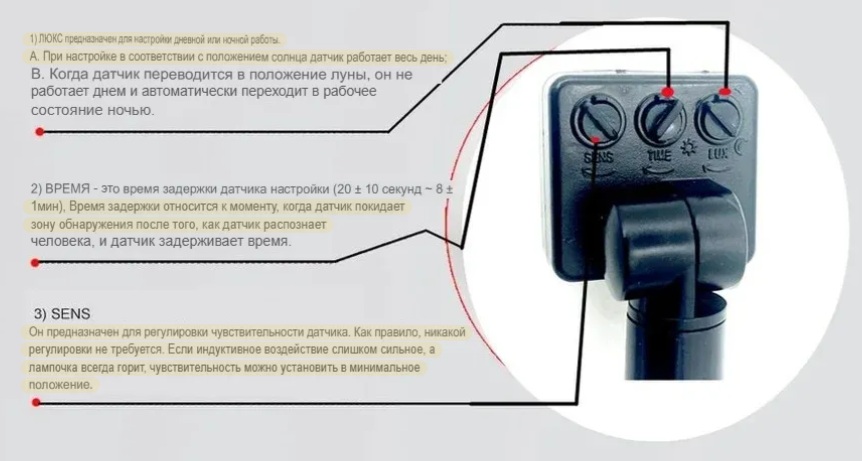 1) ЛЮКС предназначен для настройки дневной или ночной работы.
А. При настройке в соответствии с положением солнца датчик работает весь день;
В. Когда датчик переводится в положение луны, он не
работает днем и автоматически переходит в рабочее
состояние ночью.
2) ВРЕМЯ - это время задержки датчика настройки (20 ± 10 секунд ~ 8 ±
1мин), Время задержки относится к моменту, когда датчик покидает
зону обнаружения после того, как датчик распознает
человека, и датчик задерживает время.
3) SENS
Он предназначен для регулировки чувствительности датчика. Как правило, никакой
регулировки не требуется. Если индуктивное воздействие слишком сильное, а
лампочка всегда горит, чувствительность можно установить в минимальное
положение.
SENS TIME LUX